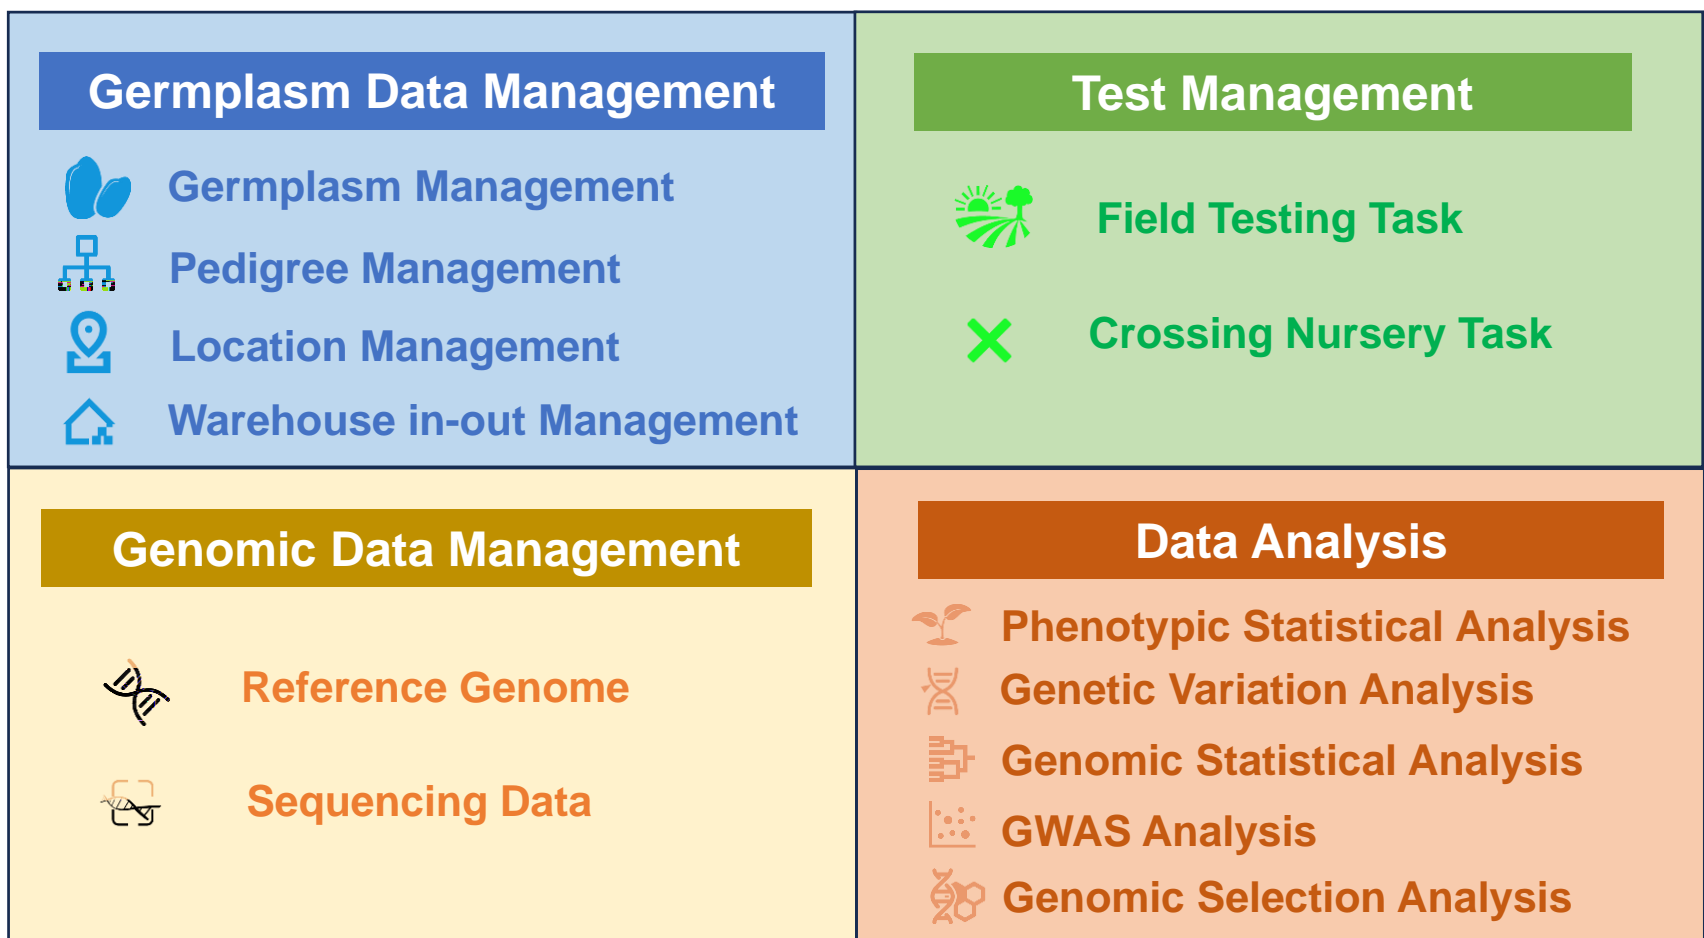 Germplasm Data Management
Germplasm Management
Pedigree Management
Location Management
Warehouse in-out Management
Test Management
Field Testing Task
Crossing Nursery Task
Genomic Data Management
Reference Genome
Sequencing Data
Data Analysis
Phenotypic Statistical Analysis
Genetic Variation Analysis
Genomic Statistical Analysis
GWAS Analysis
Genomic Selection Analysis